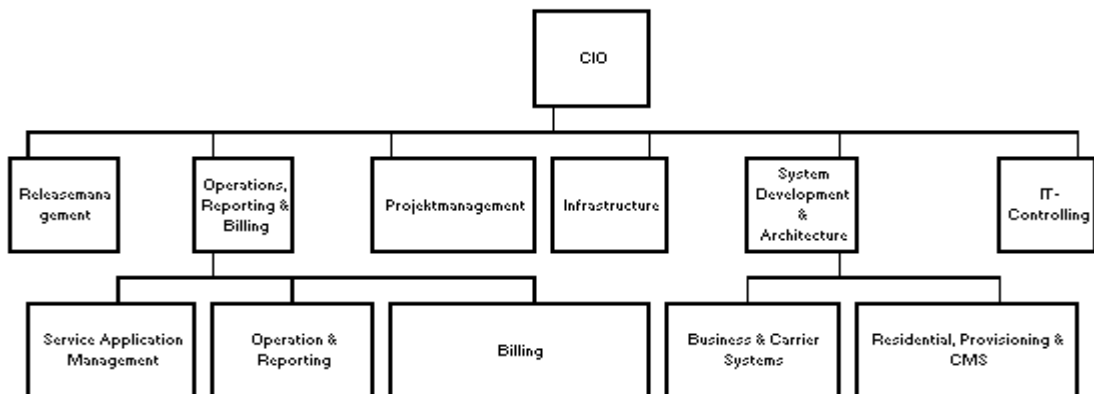 CIO
Releasemana
gement
Operations,
Reporting &
Billing
Projektmanagement
Infrastructure
System
Development
&
Architecture
IT-
Controlling
Service Application
Management
Operation &
Reporting
Billing
Business & Carrier
Systems
Residential, Provisioning &
CMS